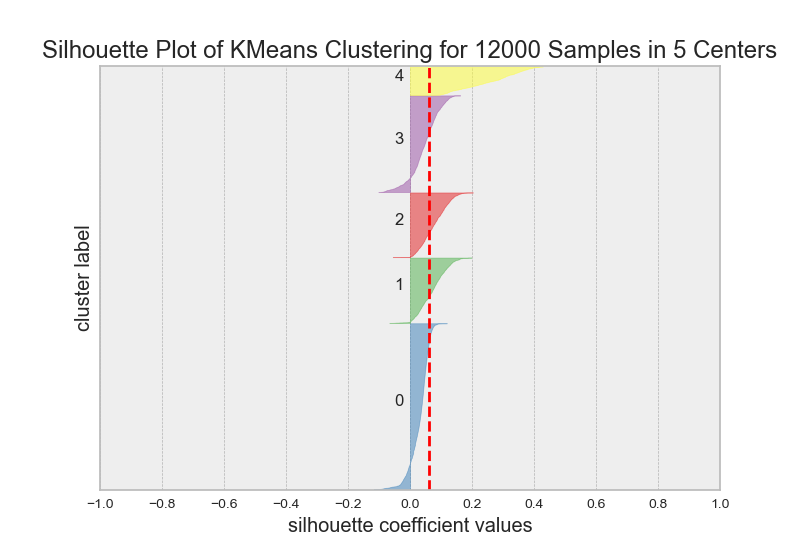 Silhouette Plot of KMeans Clustering for 12000 Samples in 5 Centers
4
3
2
1
0
cluster label
−1.0 −0.8 −0.6 −0.4 −0.2 0.0 0.2 0.4 0.6 0.8 1.0
silhouette coefficient values